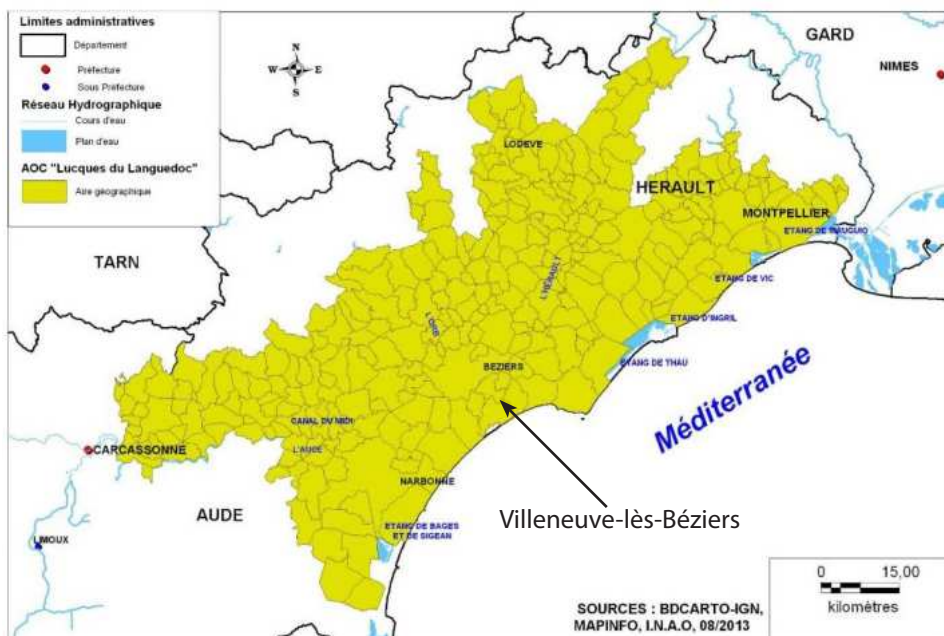 Limites administratives
Département
Préfecture
Sous Préfecture
Réseau Hydrographique
Cours d'eau
Plan d'eau
AOC "Lucques du Languedoc"
Aire géographique
N
W E
S
GARD
NIMES
LODEVE
HERAULT
MONTPELLIER
ETANG DE MAUGUIO
TARN
L'HERAULT
ETANG DE VIC
L'ORB
ETANG D'INGRIL
BEZIERS
ETANG DE THAU
Méditerranée
CANAL DU MIDI
CARCASSONNE
L'AUDE
NARBONNE
AUDE
Villeneuve-lès-Béziers
ETANG DE BAGES
ET DE SIGEAN
LIMOUX
0 15,00
kilomètres
SOURCES : BDCARTO-IGN,
MAPINFO, I.N.A.O, 08/2013